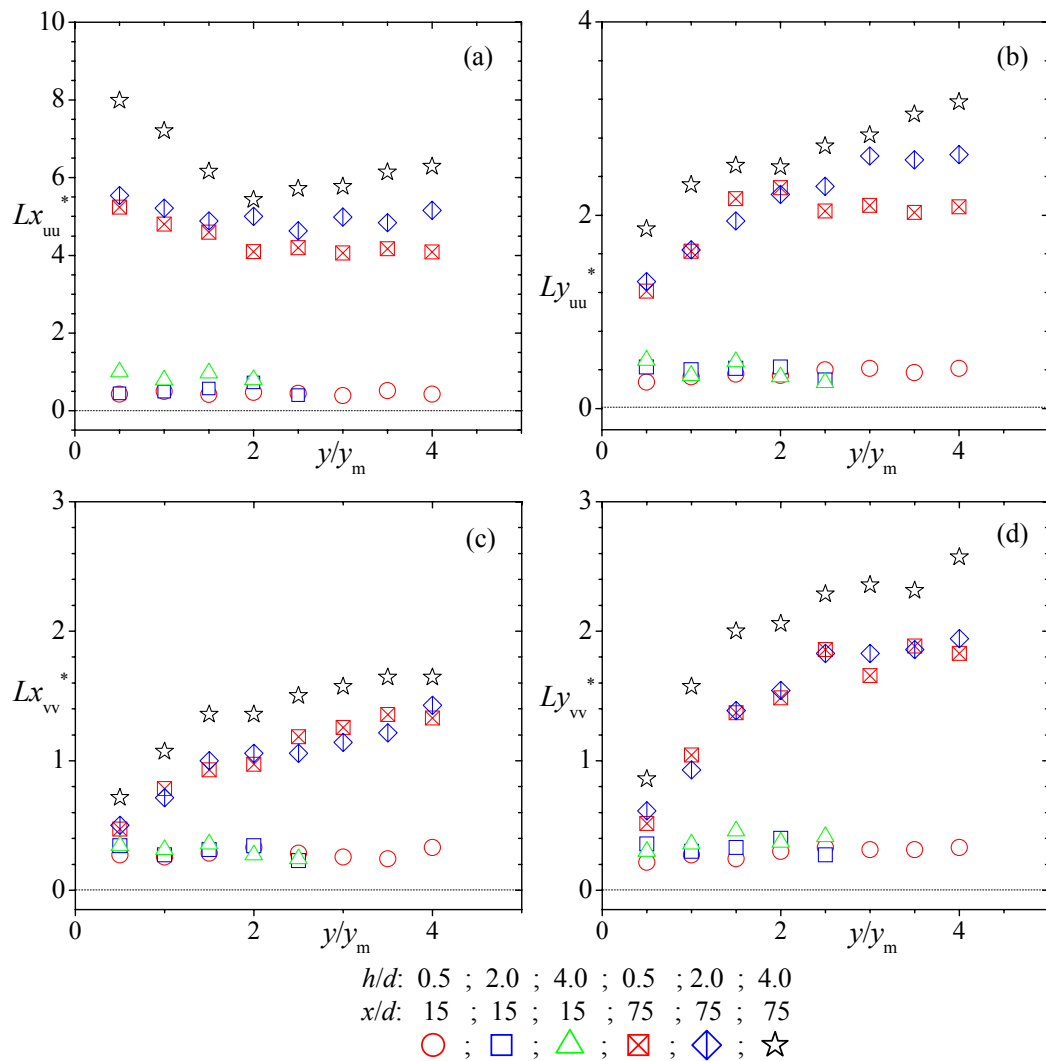 10
8
6
4
2
0
(a)
Lx_uu^*
0 2 4
y/y_m
4
2
0
(b)
Ly_uu^*
0 2 4
y/y_m
3
2
1
0
(c)
Lx_vv^*
0 2 4
y/y_m
3
2
1
0
(d)
Ly_vv^*
0 2 4
y/y_m
h/d: 0.5 ; 2.0 ; 4.0 ; 0.5 ; 2.0 ; 4.0
x/d: 15 ; 15 ; 15 ; 75 ; 75 ; 75
; ; ; ; ;